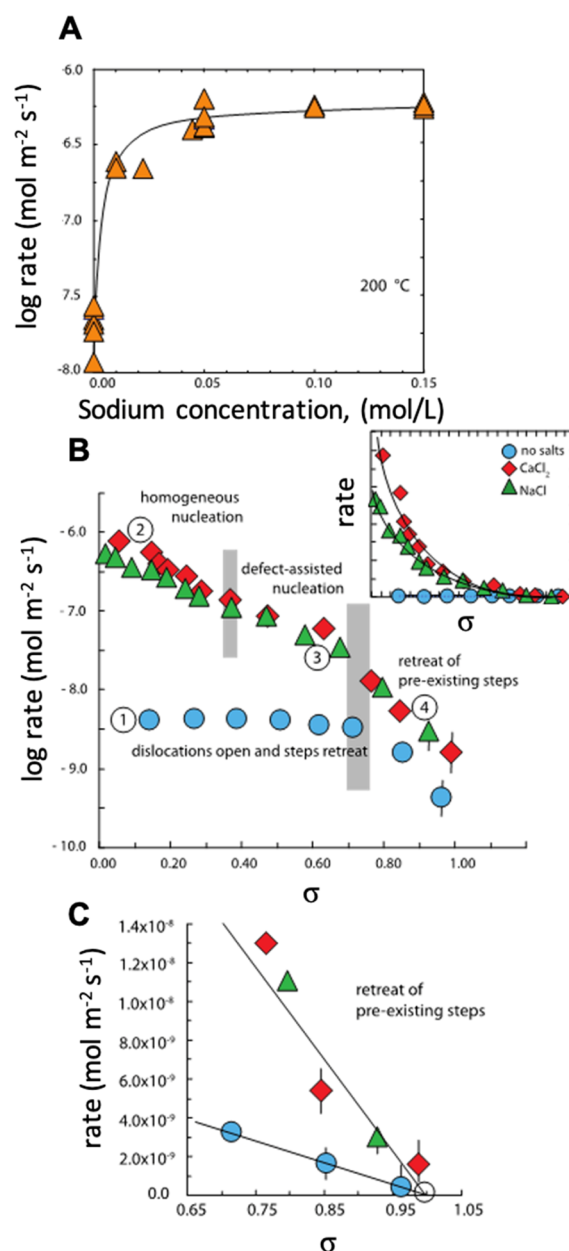 A
-6.0
-6.5
-7.0
-7.5
-8.0
log rate (mol m⁻² s⁻¹)
200 °C
0.00 0.05 0.10 0.15
Sodium concentration, (mol/L)
B
no salts
CaCl₂
NaCl
rate
σ
homogeneous
nucleation
defect-assisted
nucleation
retreat of
pre-existing steps
-6.0
-7.0
-8.0
-9.0
-10.0
log rate (mol m⁻² s⁻¹)
2
3
4
1
dislocations open and steps retreat
0.00 0.20 0.40 0.60 0.80 1.00
σ
C
1.4x10⁻⁸
1.2x10⁻⁸
1.0x10⁻⁸
8.0x10⁻⁹
6.0x10⁻⁹
4.0x10⁻⁹
2.0x10⁻⁹
0.0
rate (mol m⁻² s⁻¹)
retreat of
pre-existing steps
0.65 0.75 0.85 0.95 1.05
σ